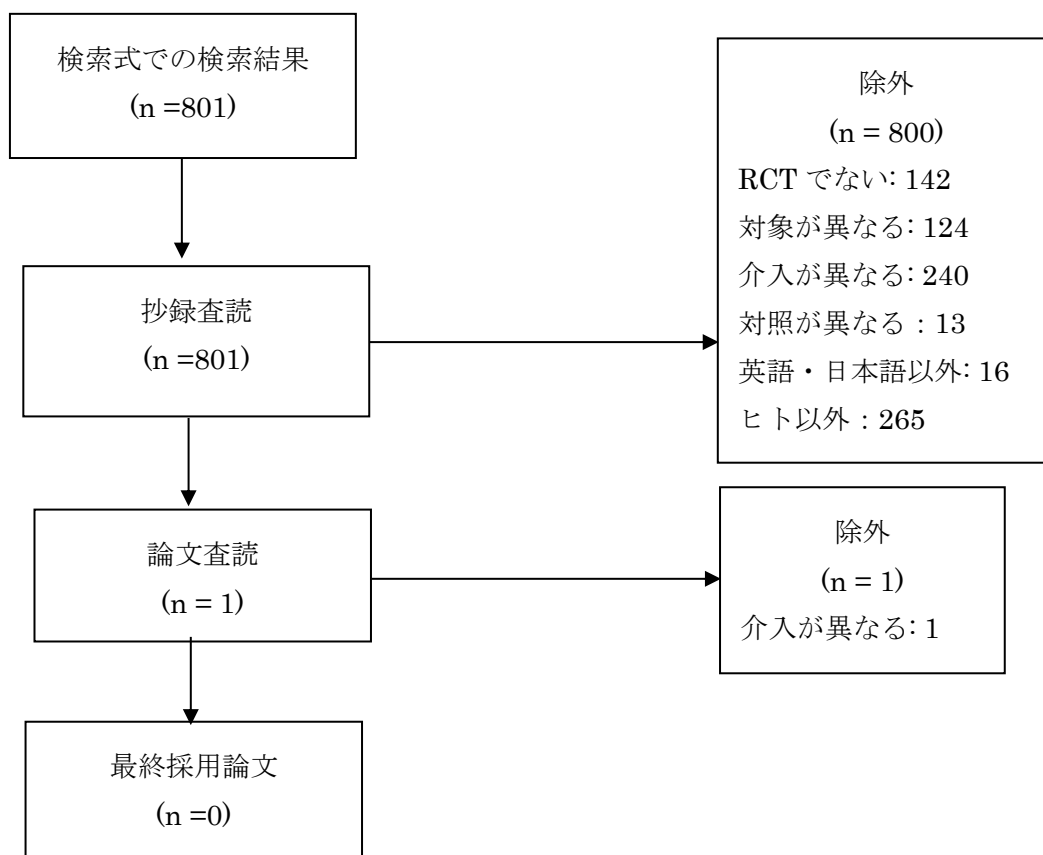 検索式での検索結果
(n =801)
除外
(n = 800)
RCT でない: 142
対象が異なる: 124
介入が異なる: 240
対照が異なる : 13
英語・日本語以外: 16
ヒト以外 : 265
抄録査読
(n =801)
論文査読
(n = 1)
除外
(n = 1)
介入が異なる: 1
最終採用論文
(n =0)